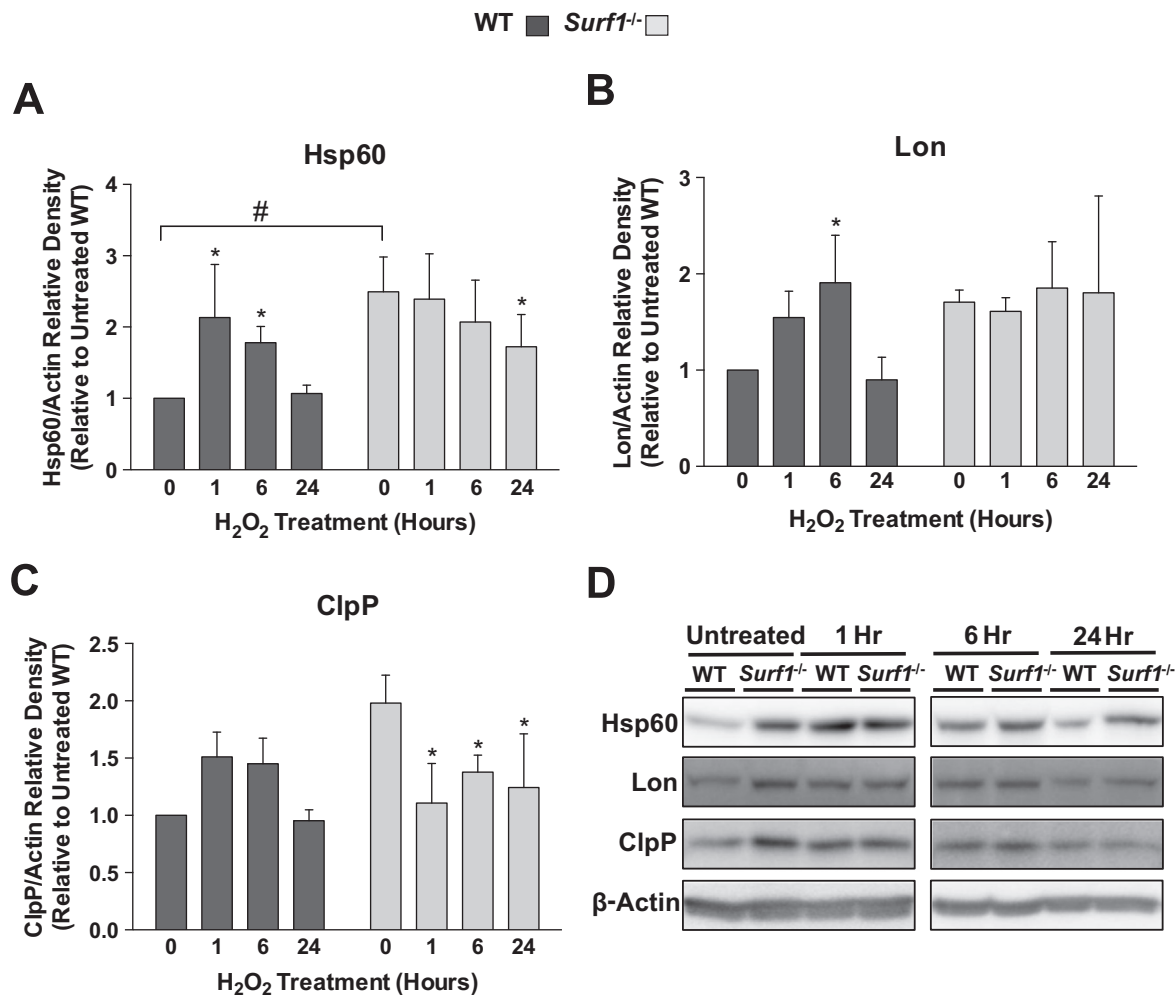 WT Surf1-/-
A
Hsp60
Hsp60/Actin Relative Density
(Relative to Untreated WT)
4
3
2
1
0
#
*
*
*
0 1 6 24 0 1 6 24
H2O2 Treatment (Hours)
B
Lon
Lon/Actin Relative Density
(Relative to Untreated WT)
3
2
1
0
*
0 1 6 24 0 1 6 24
H2O2 Treatment (Hours)
C
ClpP
ClpP/Actin Relative Density
(Relative to Untreated WT)
2.5
2.0
1.5
1.0
0.5
0.0
*
*
*
0 1 6 24 0 1 6 24
H2O2 Treatment (Hours)
D
Untreated 1 Hr 6 Hr 24 Hr
WT Surf1-/- WT Surf1-/- WT Surf1-/- WT Surf1-/-
Hsp60
Lon
ClpP
β-Actin